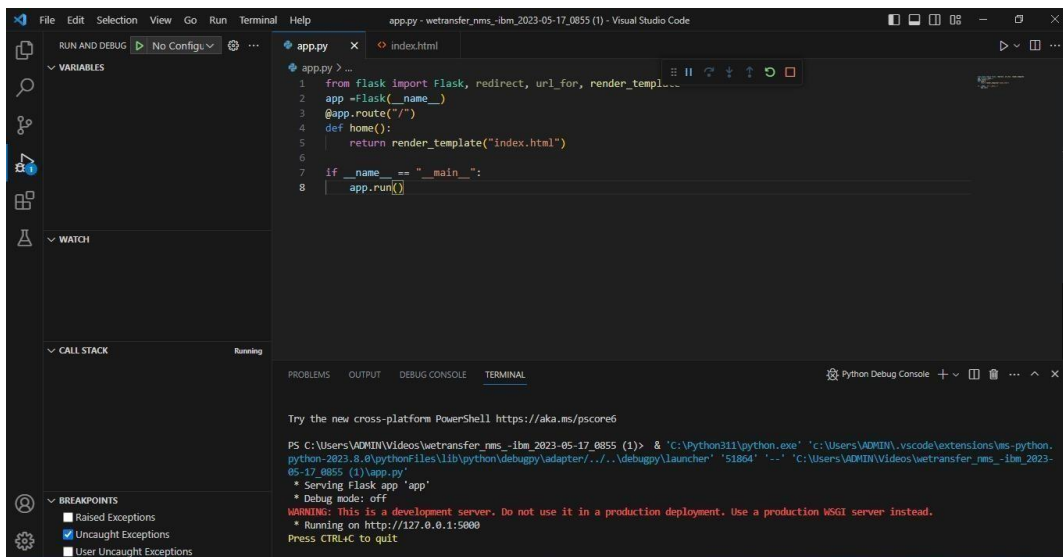 File Edit Selection View Go Run Terminal Help
app.py - wetransfer_nms_-ibm_2023-05-17_0855 (1) - Visual Studio Code
RUN AND DEBUG No Configu
app.py
index.html
VARIABLES
app.py > ...
1 from flask import Flask, redirect, url_for, render_template
2 app =Flask(__name__)
3 @app.route("/")
4 def home():
5 return render_template("index.html")
6
7 if __name__ == "__main__":
8 app.run()
1
WATCH
CALL STACK Running
PROBLEMS OUTPUT DEBUG CONSOLE TERMINAL
Python Debug Console
Try the new cross-platform PowerShell https://aka.ms/pscore6
PS C:\Users\ADMIN\Videos\wetransfer_nms_-ibm_2023-05-17_0855 (1)> & 'C:\Python311\python.exe' 'c:\Users\ADMIN\.vscode\extensions\ms-python.
python-2023.8.0\pythonFiles\lib\python\debugpy\adapter/../..\debugpy\launcher' '51864' '--' 'C:\Users\ADMIN\Videos\wetransfer_nms_-ibm_2023-
05-17_0855 (1)\app.py'
* Serving Flask app 'app'
* Debug mode: off
WARNING: This is a development server. Do not use it in a production deployment. Use a production WSGI server instead.
* Running on http://127.0.0.1:5000
Press CTRL+C to quit
BREAKPOINTS
Raised Exceptions
Uncaught Exceptions
User Uncaught Exceptions